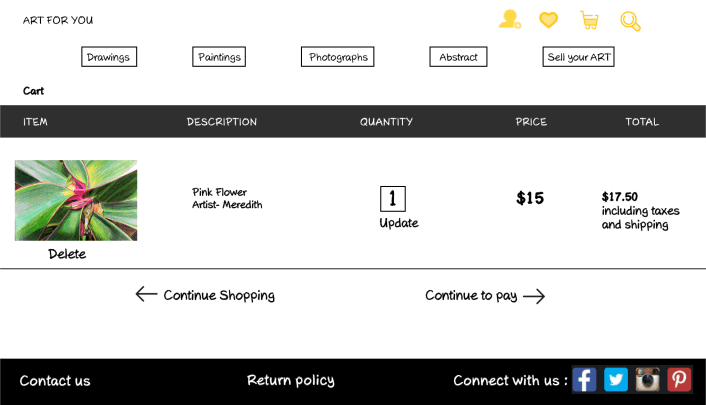 ART FOR YOU
Drawings
Paintings
Photographs
Abstract
Sell your ART
Cart
ITEM DESCRIPTION QUANTITY PRICE TOTAL
Pink Flower
Artist- Meredith
1
Update
$15
$17.50
including taxes
and shipping
Delete
Continue Shopping
Continue to pay
Contact us
Return policy
Connect with us :